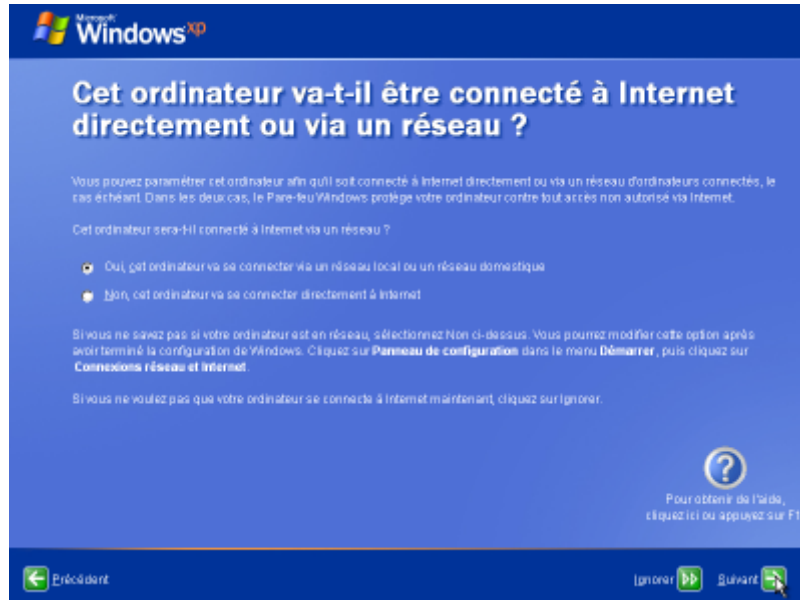 Microsoft
Windows xp
Cet ordinateur va-t-il être connecté à Internet
directement ou via un réseau ?
Vous pouvez paramétrer cet ordinateur afin qu'il soit connecté à Internet directement ou via un réseau d'ordinateurs connectés, le
cas échéant. Dans les deux cas, le Pare-feu Windows protège votre ordinateur contre tout accès non autorisé via Internet.
Cet ordinateur sera-t-il connecté à Internet via un réseau ?
Oui, cet ordinateur va se connecter via un réseau local ou un réseau domestique
Non, cet ordinateur va se connecter directement à Internet
Si vous ne savez pas si votre ordinateur est en réseau, sélectionnez Non ci-dessus. Vous pourrez modifier cette option après
avoir terminé la configuration de Windows. Cliquez sur Panneau de configuration dans le menu Démarrer, puis cliquez sur
Connexions réseau et Internet.
Si vous ne voulez pas que votre ordinateur se connecte à Internet maintenant, cliquez sur Ignorer.
Pour obtenir de l'aide,
cliquez ici ou appuyez sur F1
Précédent
Ignorer
Suivant